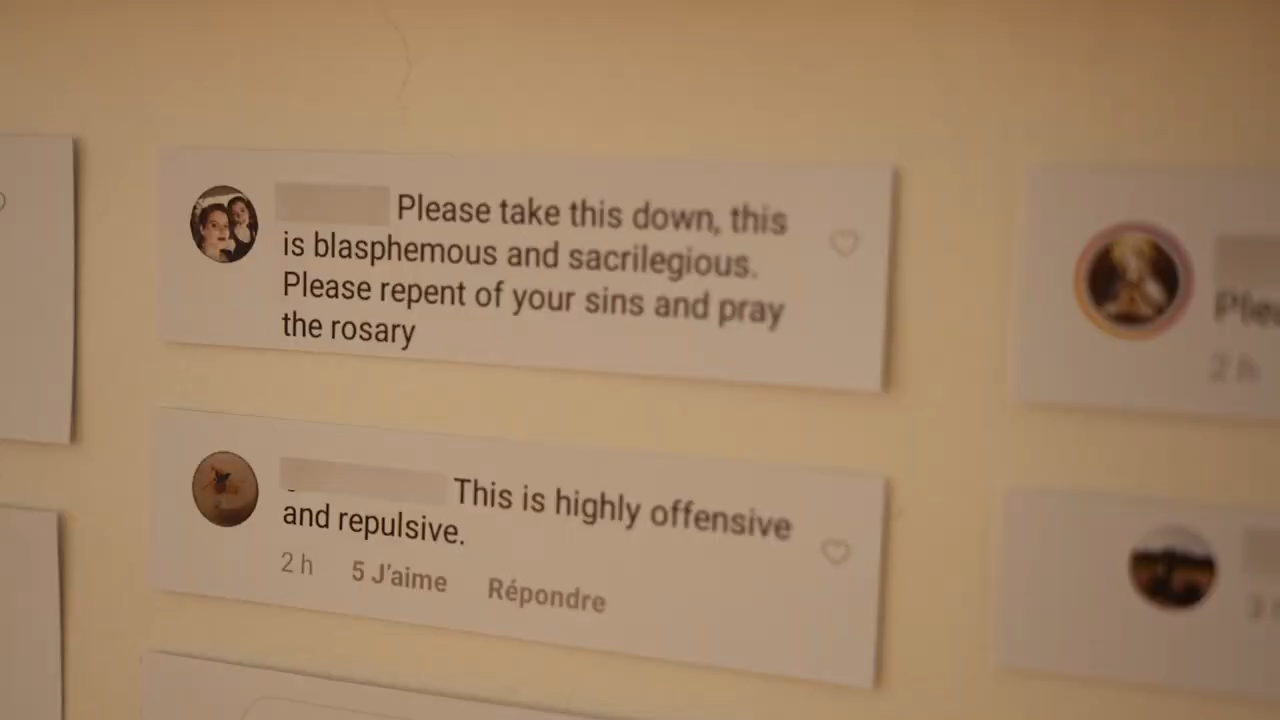 Please take this down, this
is blasphemous and sacrilegious.
Please repent of your sins and pray
the rosary
This is highly offensive
and repulsive.
2 h 5 J'aime Répondre
2 h